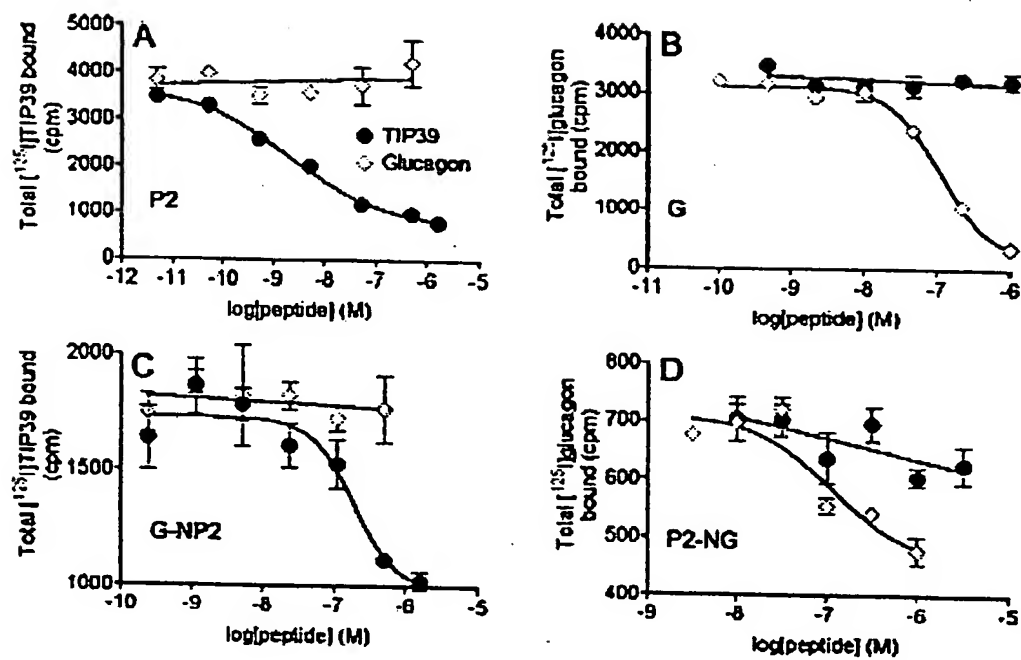 A
Total [¹²⁵I]TIP39 bound
(cpm)
5000
4000
3000
2000
1000
0
TIP39
Glucagon
P2
-12 -11 -10 -9 -8 -7 -6 -5
log[peptide] (M)
B
Total [¹²⁵I]glucagon
bound (cpm)
4000
3000
2000
1000
0
G
-11 -10 -9 -8 -7 -6
log[peptide] (M)
C
Total [¹²⁵I]TIP39 bound
(cpm)
2000
1500
1000
G-NP2
-10 -9 -8 -7 -6 -5
log[peptide] (M)
D
Total [¹²⁵I]glucagon
bound (cpm)
800
700
600
500
400
P2-NG
-9 -8 -7 -6 -5
log[peptide] (M)